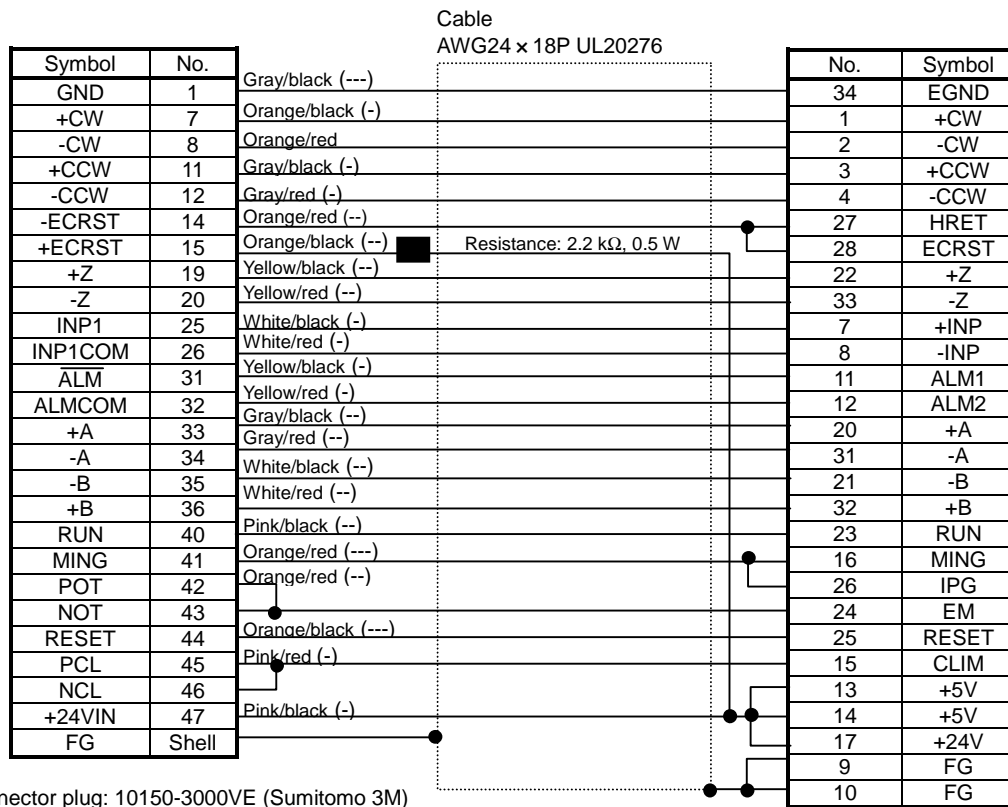 Cable
AWG24 × 18P UL20276
Symbol No.
GND 1
+CW 7
-CW 8
+CCW 11
-CCW 12
-ECRST 14
+ECRST 15
+Z 19
-Z 20
INP1 25
INP1COM 26
ALM 31
ALMCOM 32
+A 33
-A 34
-B 35
+B 36
RUN 40
MING 41
POT 42
NOT 43
RESET 44
PCL 45
NCL 46
+24VIN 47
FG Shell
Gray/black (---)
Orange/black (-)
Orange/red
Gray/black (-)
Gray/red (-)
Orange/red (--)
Orange/black (--)
Resistance: 2.2 kΩ, 0.5 W
Yellow/black (--)
Yellow/red (--)
White/black (-)
White/red (-)
Yellow/black (-)
Yellow/red (-)
Gray/black (--)
Gray/red (--)
White/black (--)
White/red (--)
Pink/black (--)
Orange/red (---)
Orange/red (--)
Orange/black (---)
Pink/red (-)
Pink/black (-)
No. Symbol
34 EGND
1 +CW
2 -CW
3 +CCW
4 -CCW
27 HRET
28 ECRST
22 +Z
33 -Z
7 +INP
8 -INP
11 ALM1
12 ALM2
20 +A
31 -A
21 -B
32 +B
23 RUN
16 MING
26 IPG
24 EM
25 RESET
15 CLIM
13 +5V
14 +5V
17 +24V
9 FG
10 FG
nector plug: 10150-3000VE (Sumitomo 3M)